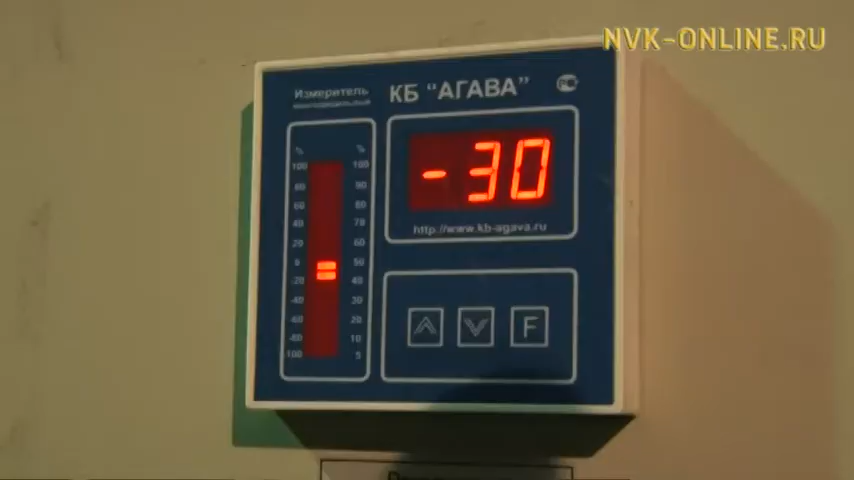 NVK-ONLINE.RU
Измеритель
КБ "АГАВА"
РС
-30
http://www.kb-agava.ru
% %
100 100
80 90
60 80
40 70
20 60
0 50
-20 40
-40 30
-60 20
-80 10
-100 5
F